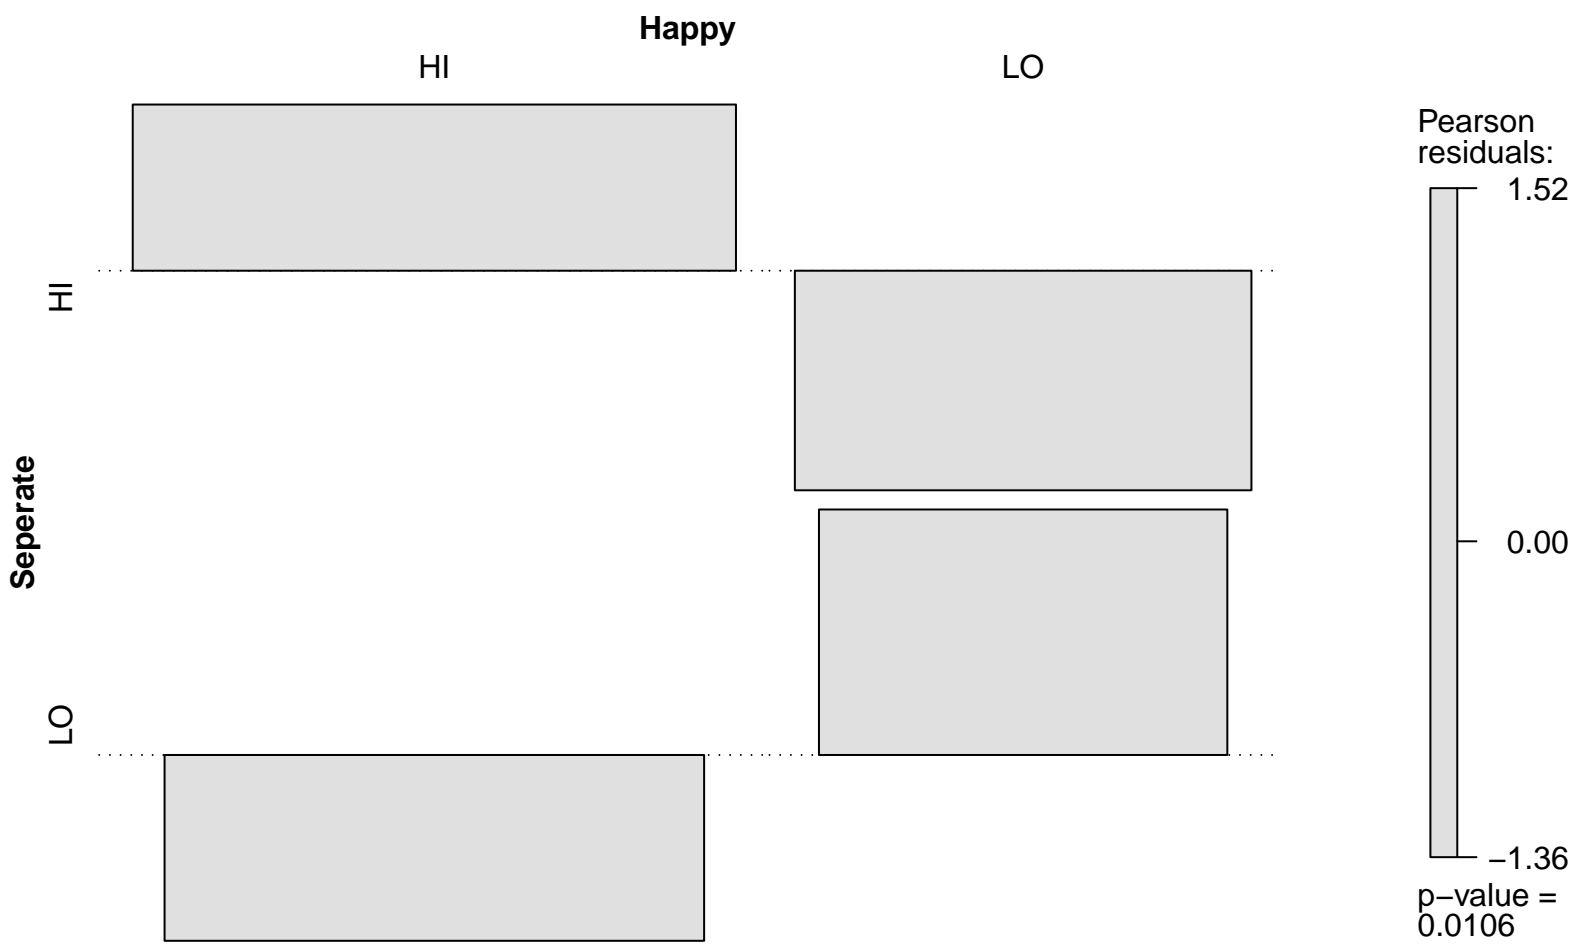 Happy
HI
LO
Pearson
residuals:
1.52
HI
Seperate
0.00
LO
−1.36
p−value =
0.0106